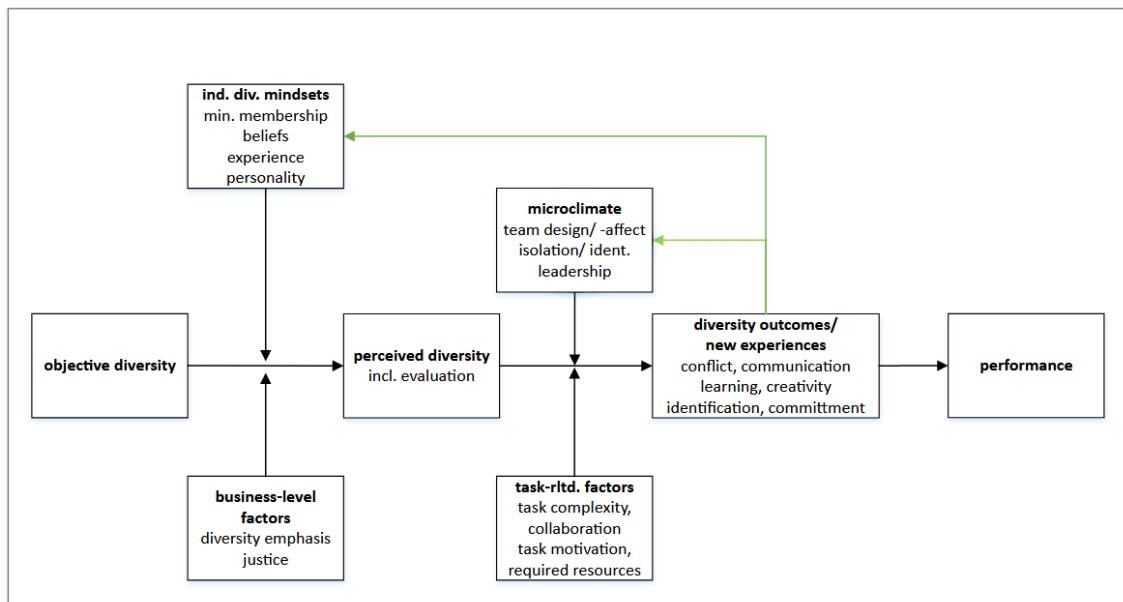 ind. div. mindsets
min. membership
beliefs
experience
personality
microclimate
team design/ -affect
isolation/ ident.
leadership
objective diversity
perceived diversity
incl. evaluation
diversity outcomes/
new experiences
conflict, communication
learning, creativity
identification, committment
performance
business-level
factors
diversity emphasis
justice
task-rltd. factors
task complexity,
collaboration
task motivation,
required resources